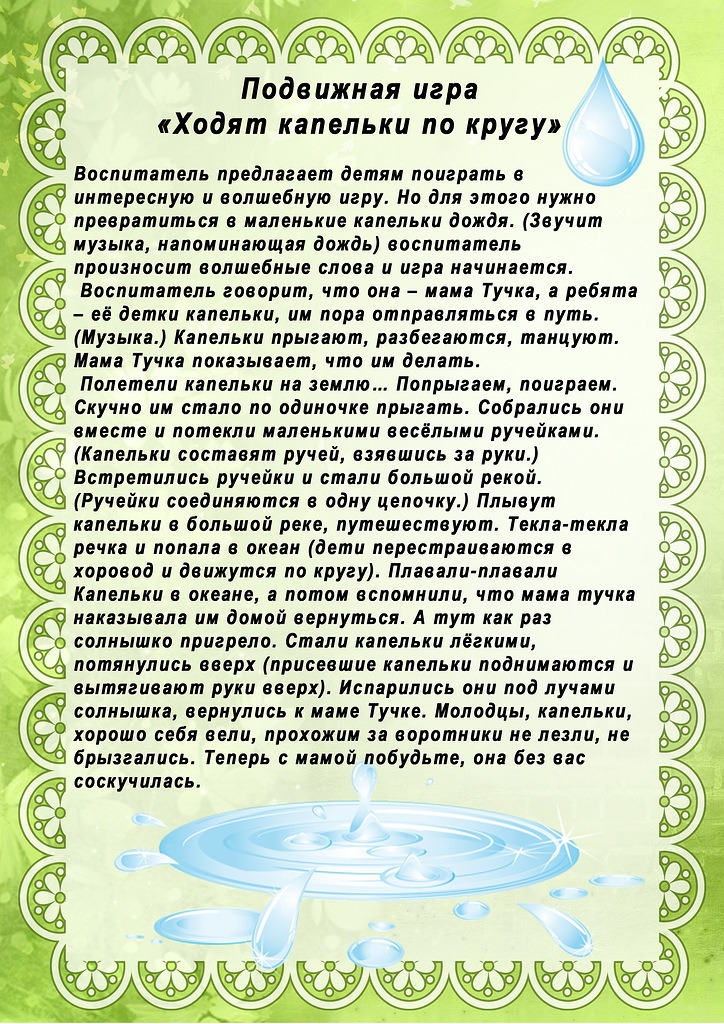 Подвижная игра
«Ходят капельки по кругу»
Воспитатель предлагает детям поиграть в
интересную и волшебную игру. Но для этого нужно
превратиться в маленькие капельки дождя. (Звучит
музыка, напоминающая дождь) воспитатель
произносит волшебные слова и игра начинается.
Воспитатель говорит, что она – мама Тучка, а ребята
– её детки капельки, им пора отправляться в путь.
(Музыка.) Капельки прыгают, разбегаются, танцуют.
Мама Тучка показывает, что им делать.
Полетели капельки на землю... Попрыгаем, поиграем.
Скучно им стало по одиночке прыгать. Собрались они
вместе и потекли маленькими весёлыми ручейками.
(Капельки составят ручей, взявшись за руки.)
Встретились ручейки и стали большой рекой.
(Ручейки соединяются в одну цепочку.) Плывут
капельки в большой реке, путешествуют. Текла-текла
речка и попала в океан (дети перестраиваются в
хоровод и движутся по кругу). Плавали-плавали
Капельки в океане, а потом вспомнили, что мама тучка
наказывала им домой вернуться. А тут как раз
солнышко пригрело. Стали капельки лёгкими,
потянулись вверх (присевшие капельки поднимаются и
вытягивают руки вверх). Испарились они под лучами
солнышка, вернулись к маме Тучке. Молодцы, капельки,
хорошо себя вели, прохожим за воротники не лезли, не
брызгались. Теперь с мамой побудьте, она без вас
соскучилась.